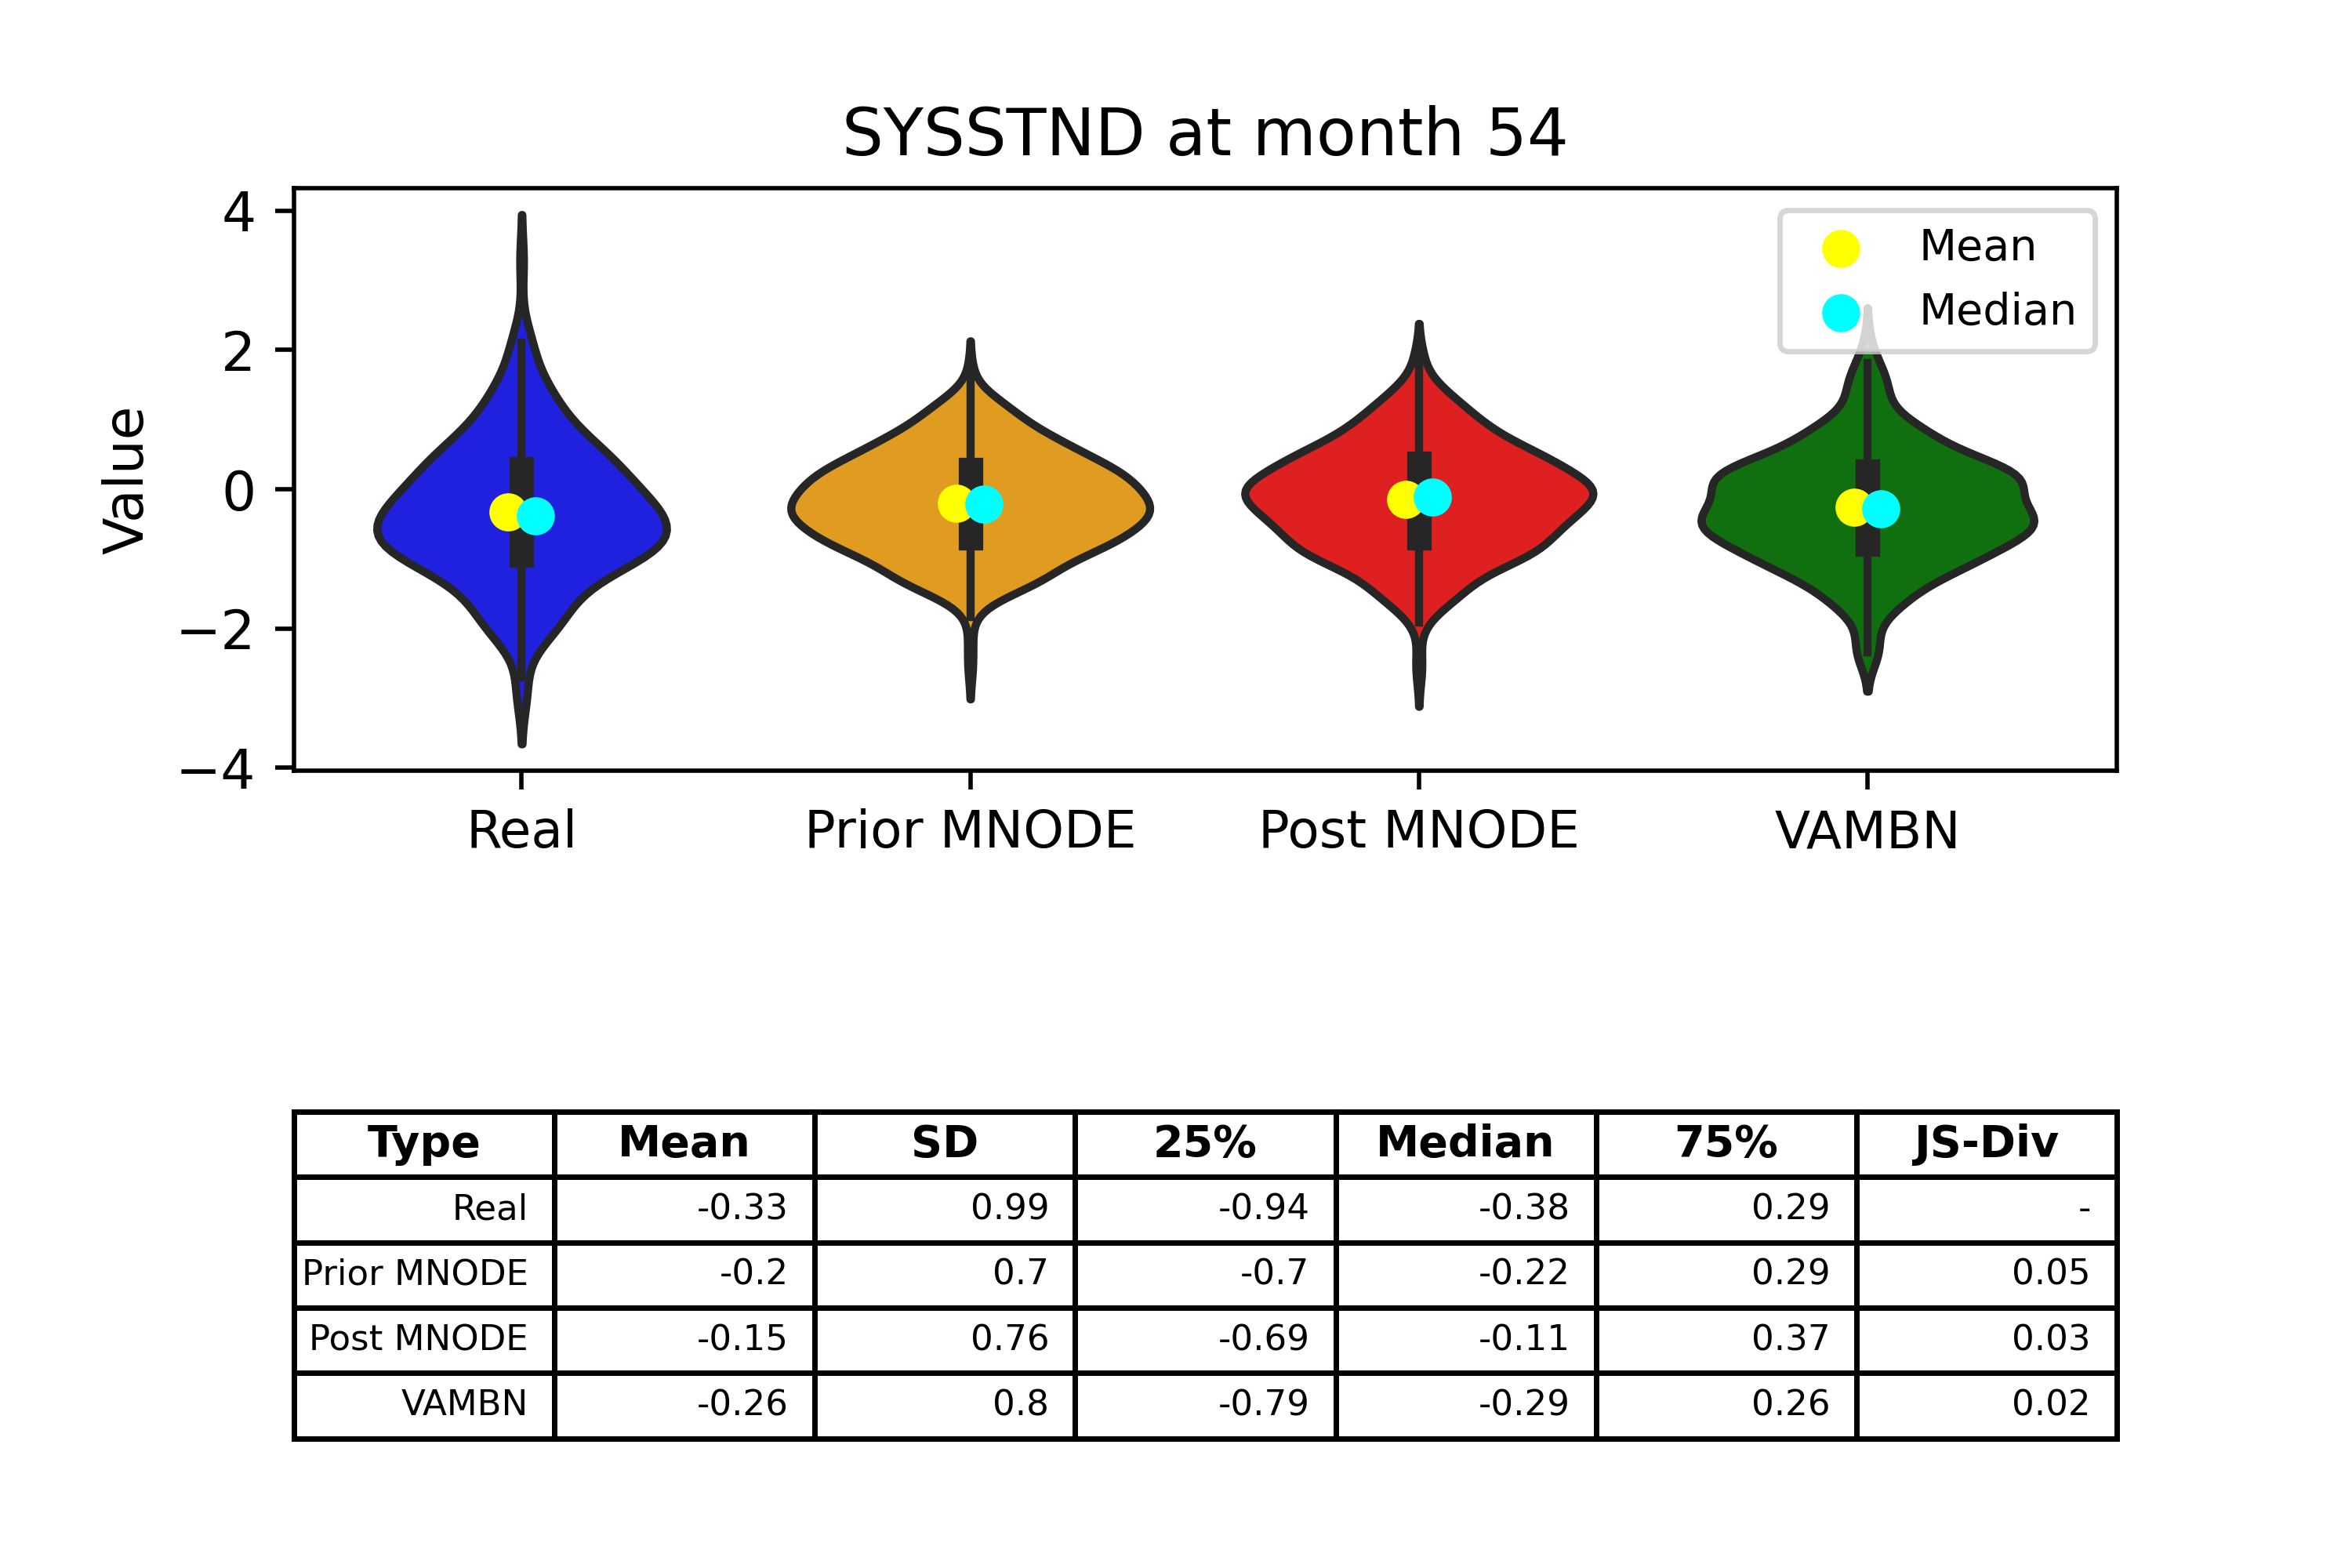 SYSSTND at month 54
4
2
0
−2
−4
Value
Mean
Median
Real Prior MNODE Post MNODE VAMBN
Type Mean SD 25% Median 75% JS-Div
Real -0.33 0.99 -0.94 -0.38 0.29 -
Prior MNODE -0.2 0.7 -0.7 -0.22 0.29 0.05
Post MNODE -0.15 0.76 -0.69 -0.11 0.37 0.03
VAMBN -0.26 0.8 -0.79 -0.29 0.26 0.02